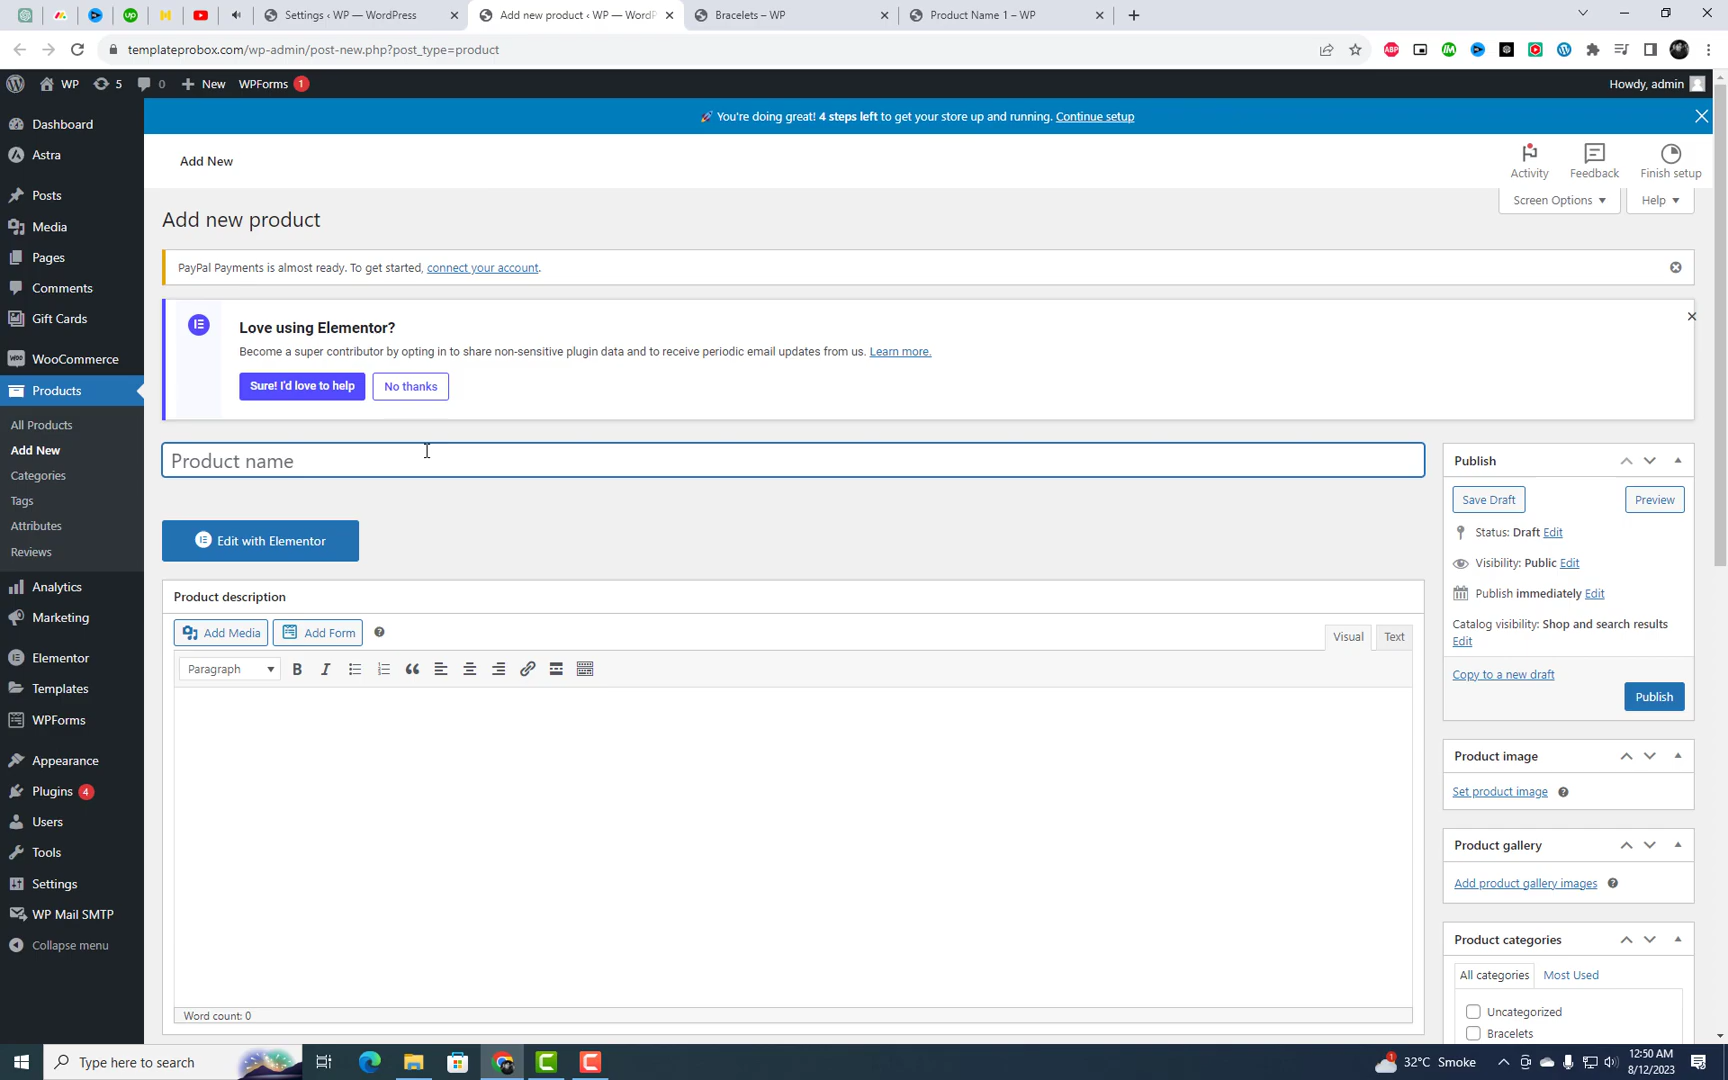 Settings ‹ WP — WordPress
Add new product ‹ WP — WordP
Bracelets – WP
Product Name 1 – WP
templateprobox.com/wp-admin/post-new.php?post_type=product
WP
5
0
New
WPForms 1
Howdy, admin
You're doing great! 4 steps left to get your store up and running. Continue setup
Dashboard
Astra
Posts
Media
Pages
Comments
Gift Cards
WooCommerce
Products
All Products
Add New
Categories
Tags
Attributes
Reviews
Analytics
Marketing
Elementor
Templates
WPForms
Appearance
Plugins 4
Users
Tools
Settings
WP Mail SMTP
Collapse menu
Add New
Activity
Feedback
Finish setup
Screen Options
Help
Add new product
PayPal Payments is almost ready. To get started, connect your account.
Love using Elementor?
Become a super contributor by opting in to share non-sensitive plugin data and to receive periodic email updates from us. Learn more.
Sure! I'd love to help
No thanks
Product name
Edit with Elementor
Product description
Add Media
Add Form
Visual
Text
Paragraph
Word count: 0
Publish
Save Draft
Preview
Status: Draft Edit
Visibility: Public Edit
Publish immediately Edit
Catalog visibility: Shop and search results
Edit
Copy to a new draft
Publish
Product image
Set product image
Product gallery
Add product gallery images
Product categories
All categories
Most Used
Uncategorized
Bracelets
Type here to search
32°C Smoke
12:50 AM
8/12/2023